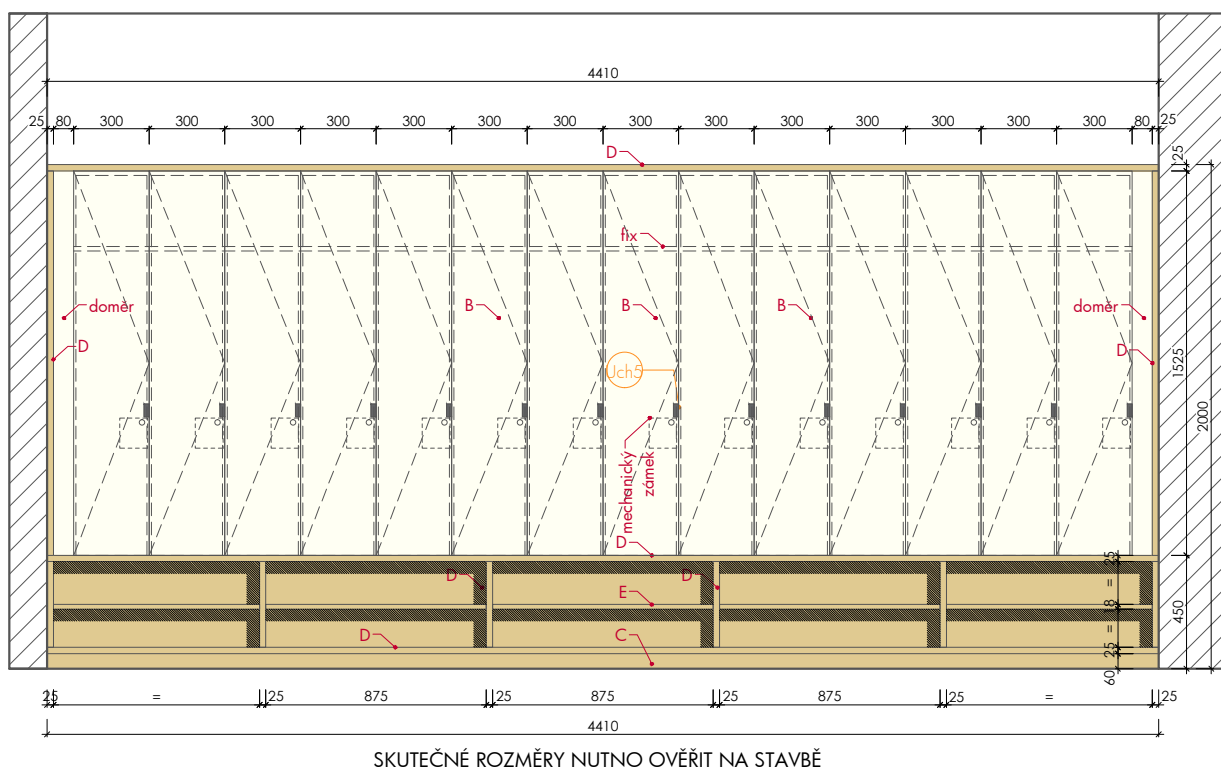 4410
25 80 300 300 300 300 300 300 300 300 300 300 300 300 300 300 80 25
D
25
fix
doměr B B B doměr
D D
Uch5
1525
2000
mechanický
zámek
D
25
D D
=
E
18
450
=
D C
25
60
25 = 25 875 25 875 25 875 25 = 25
4410
SKUTEČNÉ ROZMĚRY NUTNO OVĚŘIT NA STAVBĚ